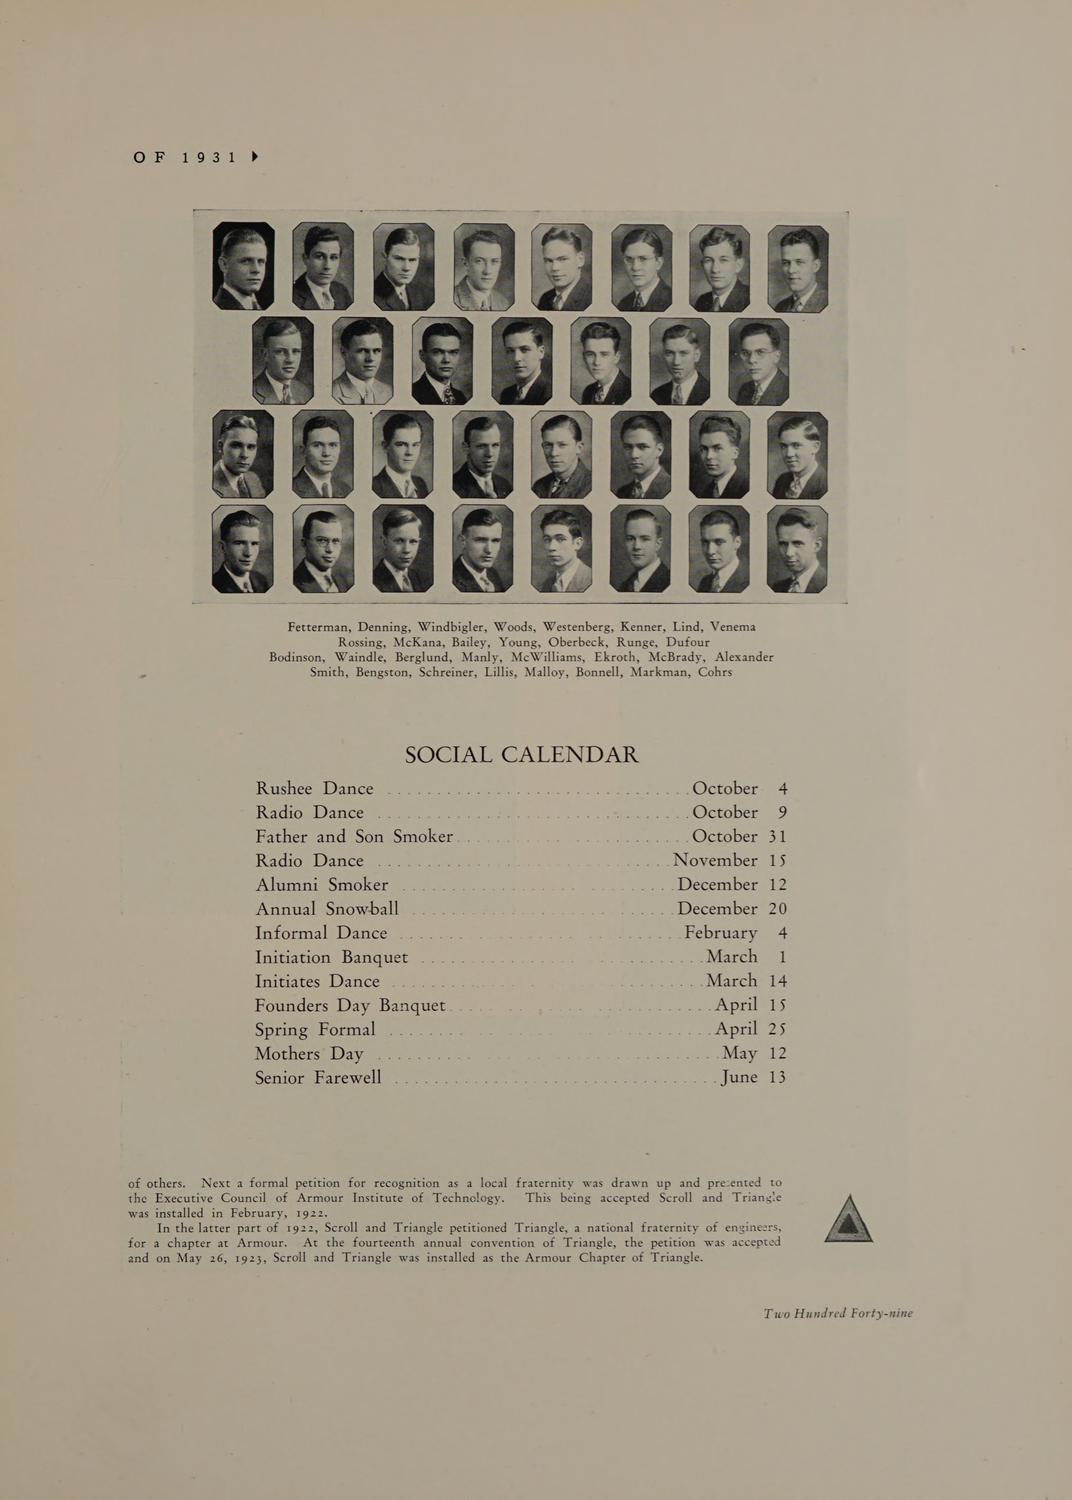 OF 1931
Fetterman, Denning, Windbigler, Woods, Westenberg, Kenner, Lind, Venema
Rossing, McKana, Bailey, Young, Oberbeck, Runge, Dufour
Bodinson, Waindle, Berglund, Manly, McWilliams, Ekroth, McBrady, Alexander
Smith, Bengston, Schreiner, Lillis, Malloy, Bonnell, Markman, Cohrs
SOCIAL CALENDAR
Rushee Dance ... October 4
Radio Dance ... October 9
Father and Son Smoker ... October 31
Radio Dance ... November 15
Alumni Smoker ... December 12
Annual Snow-ball ... December 20
Informal Dance ... February 4
Initiation Banquet ... March 1
Initiates Dance ... March 14
Founders Day Banquet ... April 15
Spring Formal ... April 25
Mothers' Day ... May 12
Senior Farewell ... June 13
of others. Next a formal petition for recognition as a local fraternity was drawn up and presented to
the Executive Council of Armour Institute of Technology. This being accepted Scroll and Triangle
was installed in February, 1922.
In the latter part of 1922, Scroll and Triangle petitioned Triangle, a national fraternity of engineers,
for a chapter at Armour. At the fourteenth annual convention of Triangle, the petition was accepted
and on May 26, 1923, Scroll and Triangle was installed as the Armour Chapter of Triangle.
Two Hundred Forty-nine